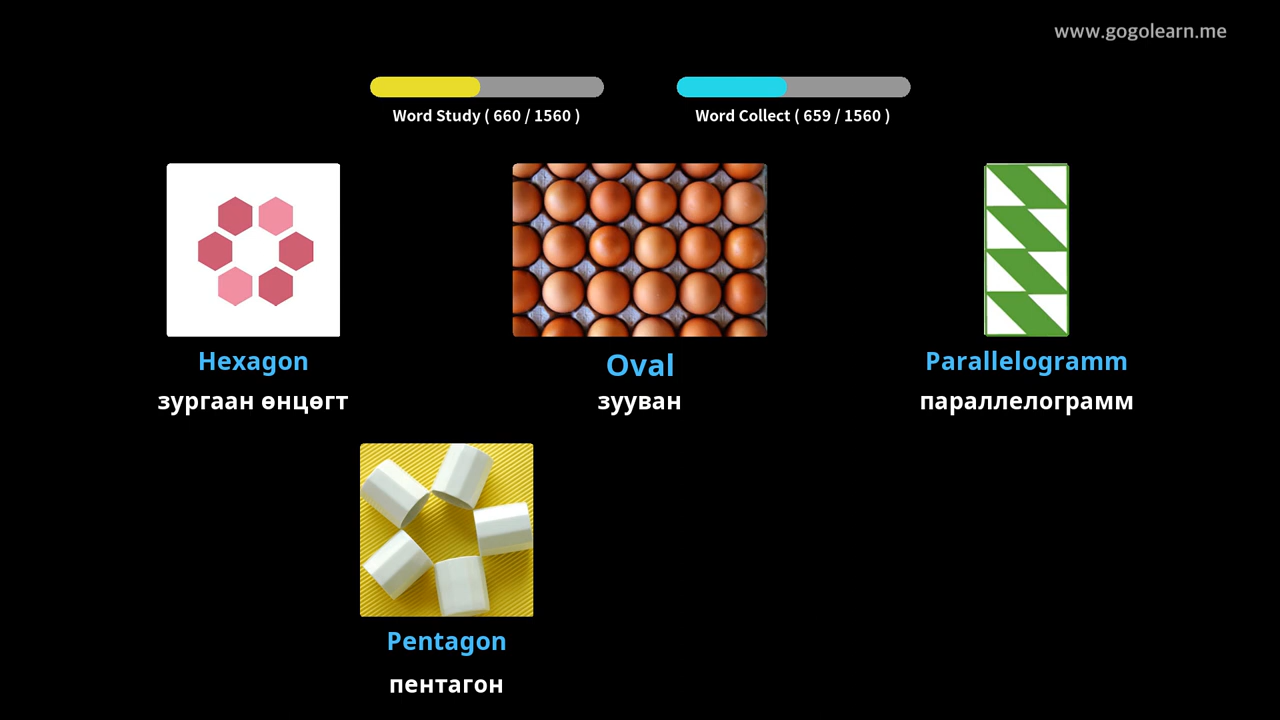 www.gogolearn.me
Word Study ( 660 / 1560 )
Word Collect ( 659 / 1560 )
Hexagon
зургаан өнцөгт
Oval
зууван
Parallelogramm
параллелограмм
Pentagon
пентагон